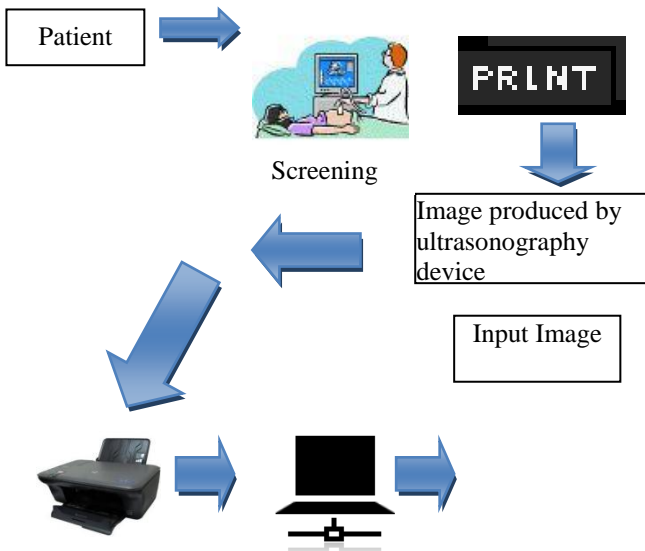 Patient
PRINT
Screening
Image produced by
ultrasonography
device
Input Image